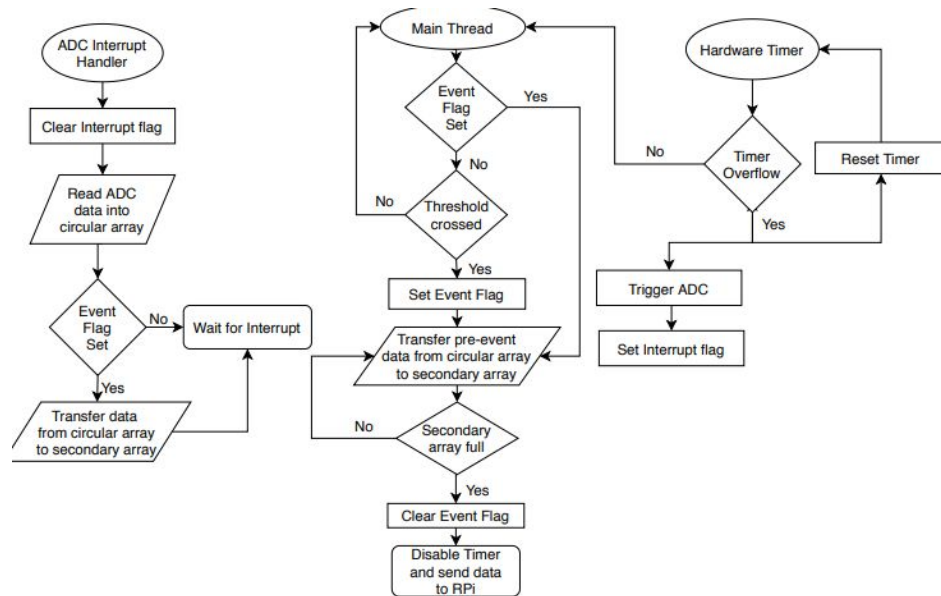 ADC Interrupt
Handler
Clear Interrupt flag
Read ADC
data into
circular array
Event
Flag
Set
No
Wait for Interrupt
Yes
Transfer data
from circular array
to secondary array
Main Thread
Event
Flag
Set
Yes
No
Threshold
crossed
No
Yes
Set Event Flag
Transfer pre-event
data from circular array
to secondary array
No
Secondary
array full
Yes
Clear Event Flag
Disable Timer
and send data
to RPi
Hardware Timer
No
Timer
Overflow
Reset Timer
Yes
Trigger ADC
Set Interrupt flag